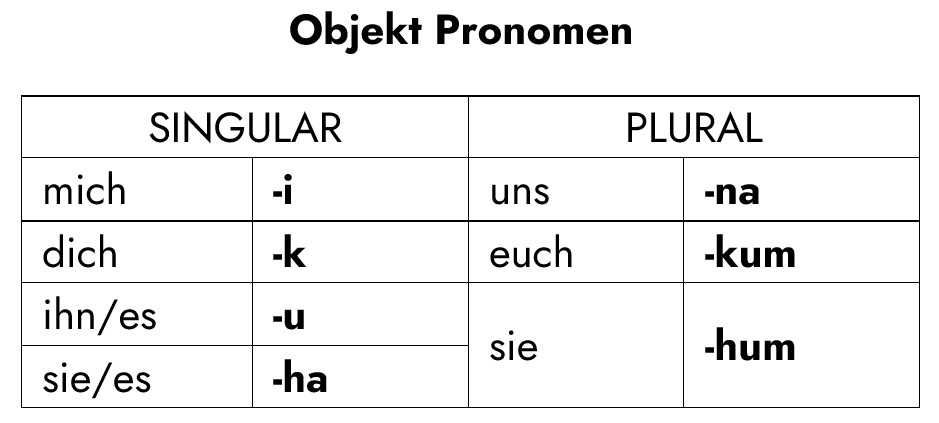 Objekt Pronomen
SINGULAR PLURAL
mich -i uns -na
dich -k euch -kum
ihn/es -u
sie -hum
sie/es -ha